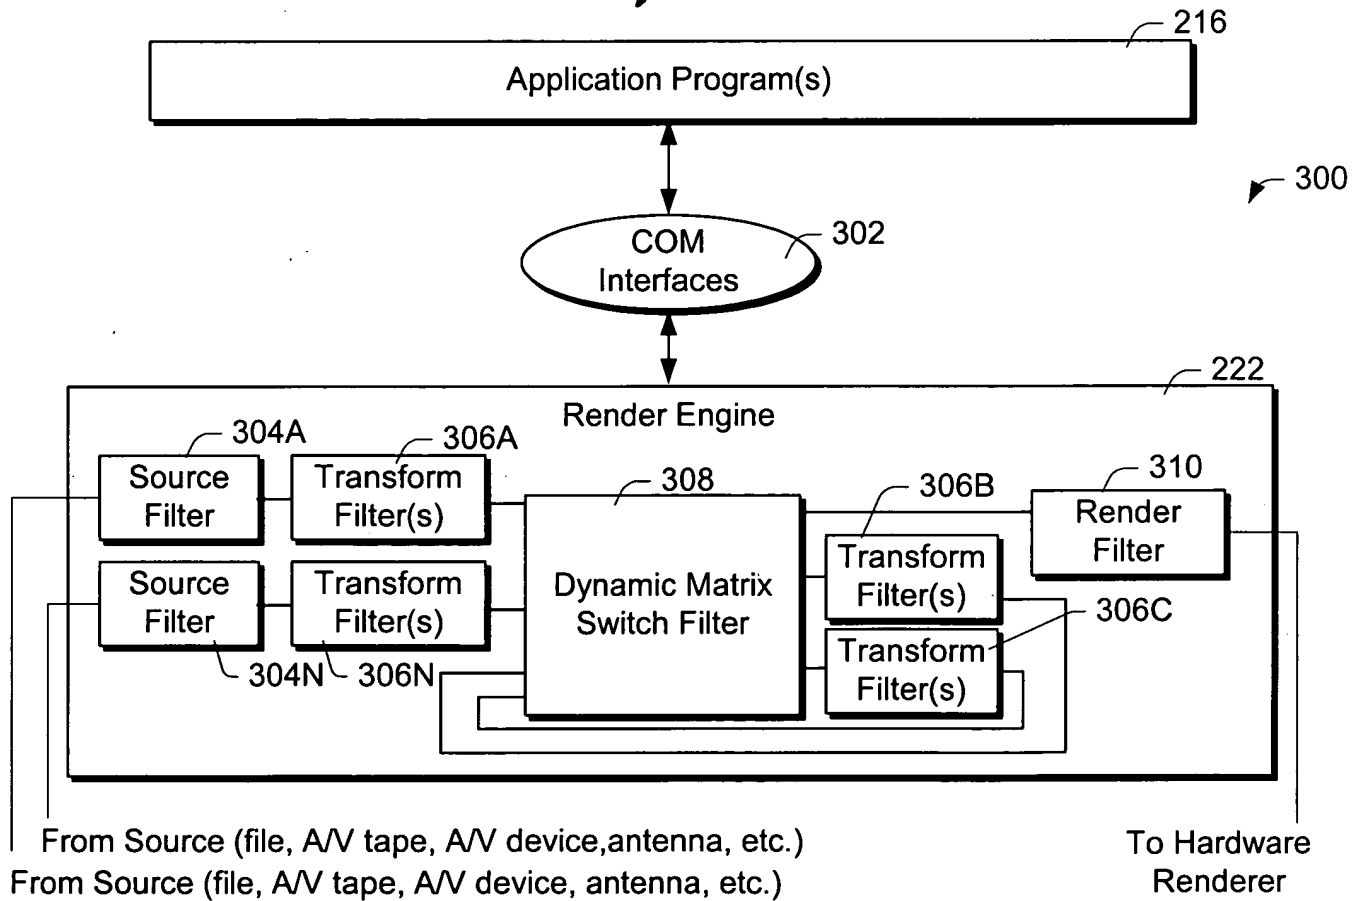 216
Application Program(s)
300
COM
Interfaces
302
222
Render Engine
304A
306A
Source
Filter
Transform
Filter(s)
308
306B
310
Render
Filter
Source
Filter
Transform
Filter(s)
Dynamic Matrix
Switch Filter
Transform
Filter(s)
306C
Transform
Filter(s)
304N
306N
From Source (file, A/V tape, A/V device,antenna, etc.)
From Source (file, A/V tape, A/V device, antenna, etc.)
To Hardware
Renderer